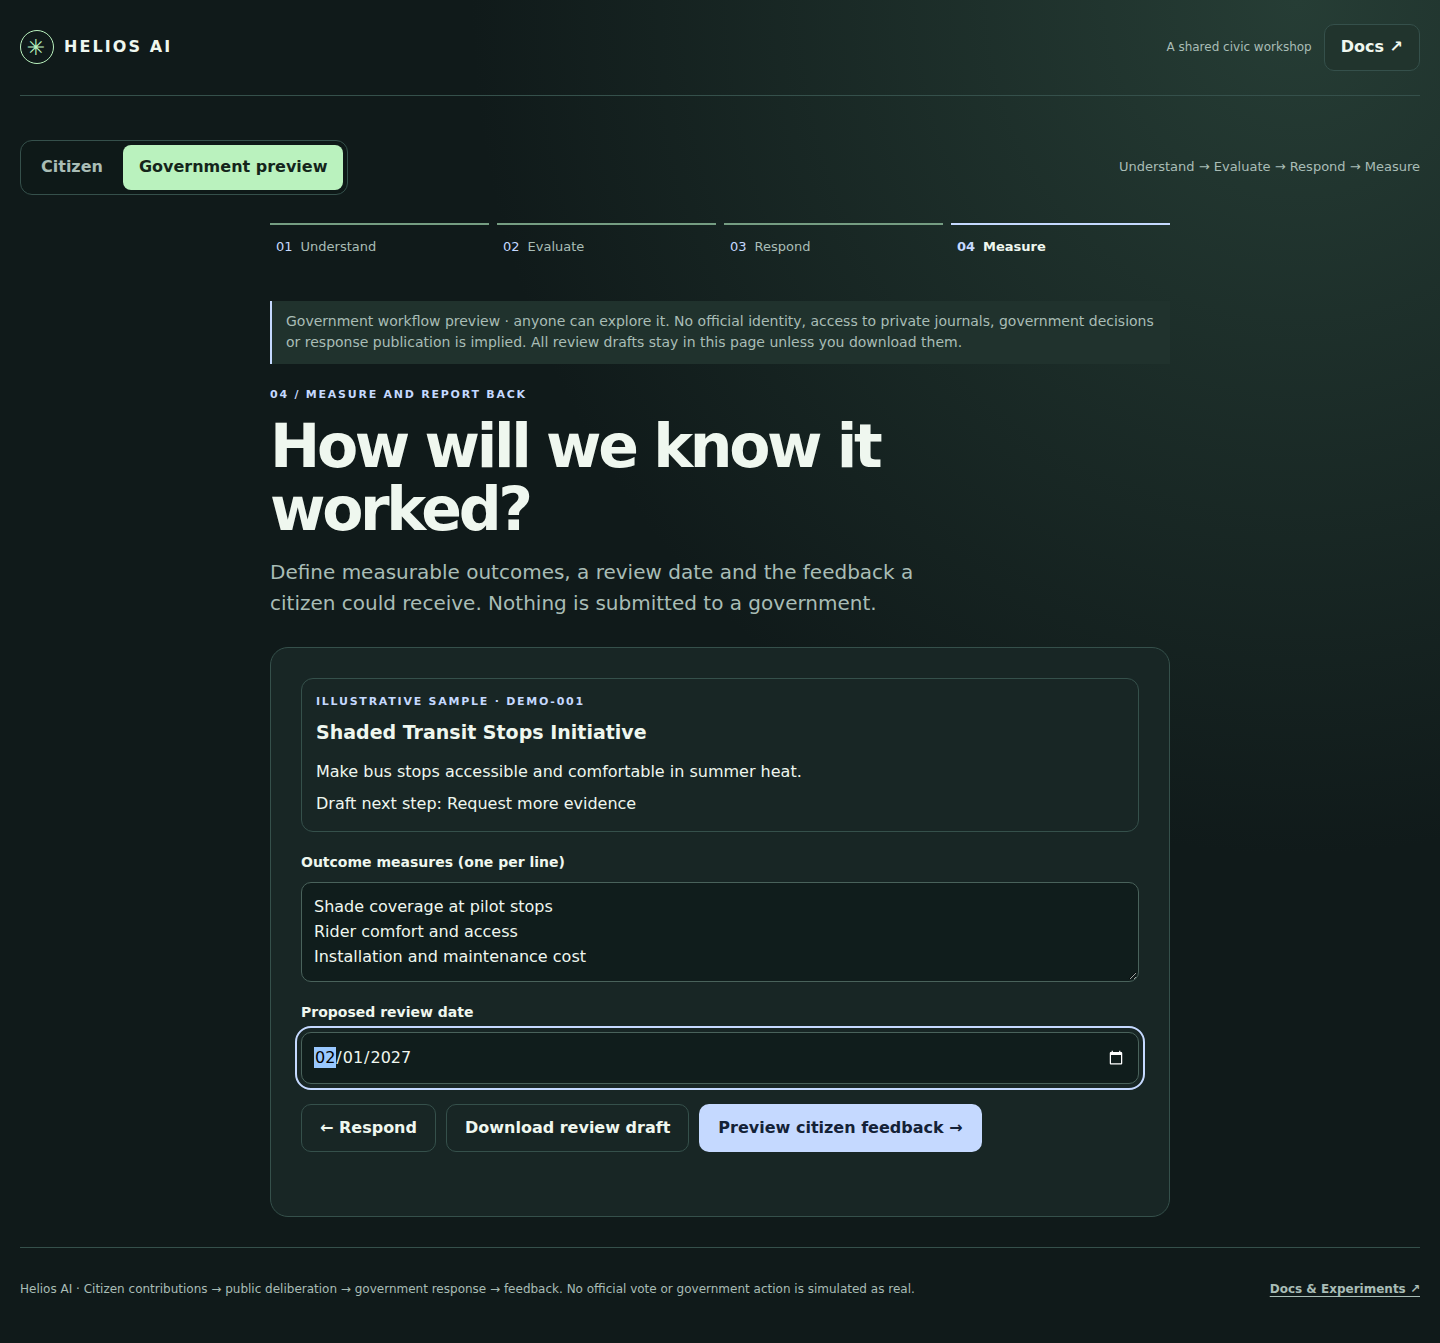 HELIOS AI
A shared civic workshop
Docs ↗
Citizen
Government preview
Understand → Evaluate → Respond → Measure
01 Understand
02 Evaluate
03 Respond
04 Measure
Government workflow preview · anyone can explore it. No official identity, access to private journals, government decisions
or response publication is implied. All review drafts stay in this page unless you download them.
04 / MEASURE AND REPORT BACK
How will we know it
worked?
Define measurable outcomes, a review date and the feedback a
citizen could receive. Nothing is submitted to a government.
ILLUSTRATIVE SAMPLE · DEMO-001
Shaded Transit Stops Initiative
Make bus stops accessible and comfortable in summer heat.
Draft next step: Request more evidence
Outcome measures (one per line)
Shade coverage at pilot stops
Rider comfort and access
Installation and maintenance cost
Proposed review date
02/01/2027
← Respond
Download review draft
Preview citizen feedback →
Helios AI · Citizen contributions → public deliberation → government response → feedback. No official vote or government action is simulated as real.
Docs & Experiments ↗